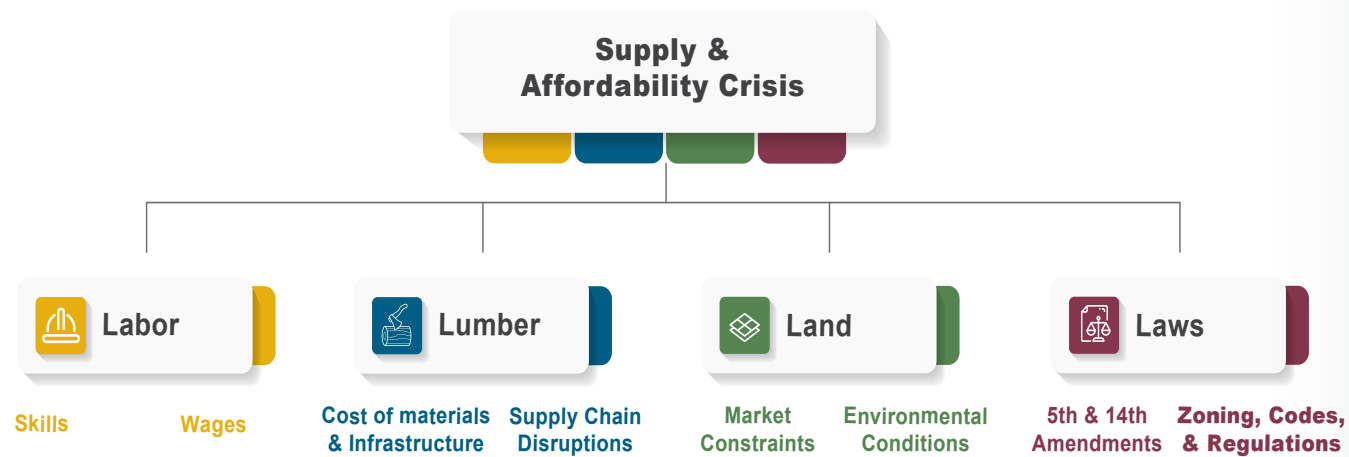 Supply &
Affordability Crisis
Labor
Lumber
Land
Laws
Skills
Wages
Cost of materials
& Infrastructure
Supply Chain
Disruptions
Market
Constraints
Environmental
Conditions
5th & 14th
Amendments
Zoning, Codes,
& Regulations